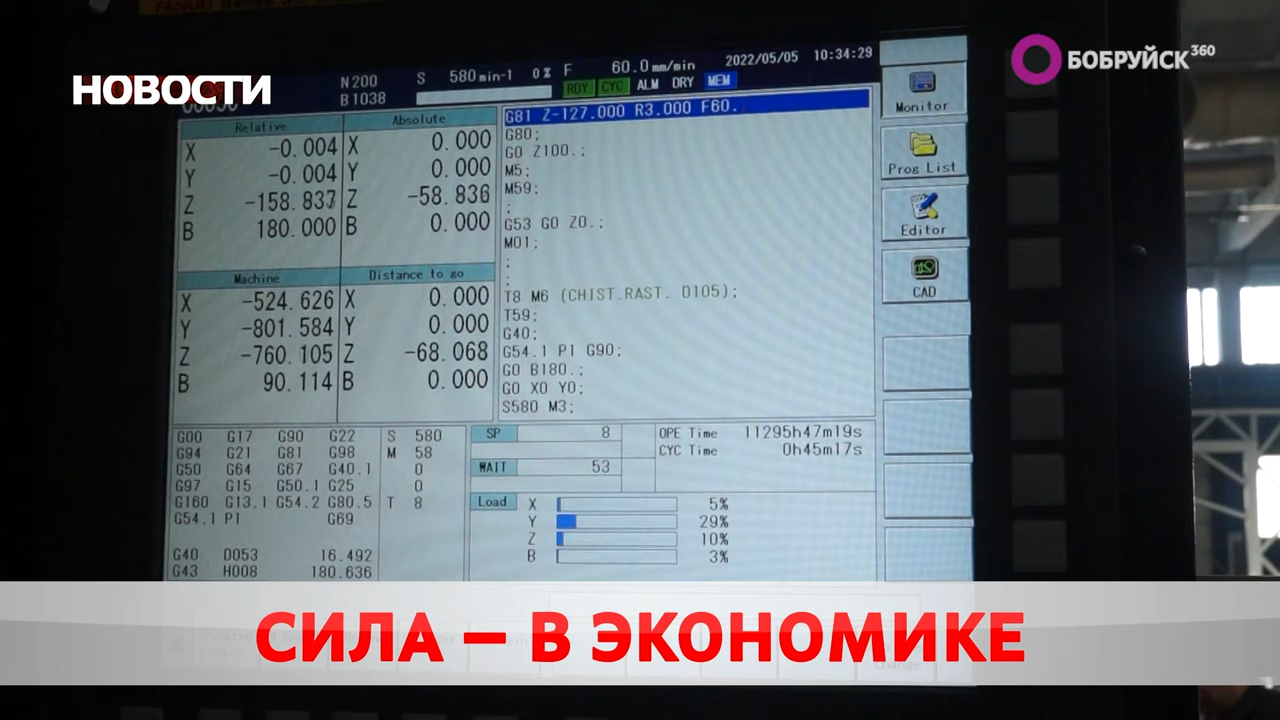 FANUC
НОВОСТИ
БОБРУЙСК 360
N200 S 580min-1 0% F 60.0mm/min 2022/05/05 10:34:29
B1038 RDY CYC ALM DRY MEM
Relative Absolute
X -0.004 X 0.000
Y -0.004 Y 0.000
Z -158.837 Z -58.836
B 180.000 B 0.000
Machine Distance to go
X -524.626 X 0.000
Y -801.584 Y 0.000
Z -760.105 Z -68.068
B 90.114 B 0.000
G81 Z-127.000 R3.000 F60.
G80;
G0 Z100.;
M5;
M59;
;
G53 G0 Z0.;
M01;
;
;
T8 M6 (CHIST.RAST. D105);
T59;
G40;
G54.1 P1 G90;
G0 B180.;
G0 X0 Y0;
S580 M3;
Monitor
Prog List
Editor
CAD
G00 G17 G90 G22 S 580
G94 G21 G81 G98 M 58
G50 G64 G67 G40.1 0
G97 G15 G50.1 G25 0
G160 G13.1 G54.2 G80.5 T 8
G54.1 P1 G69
G40 D053 16.492
G43 H008 180.636
SP 8
WAIT 53
OPE Time 11295h47m19s
CYC Time 0h45m17s
Load X 5%
Y 29%
Z 10%
B 3%
СИЛА — В ЭКОНОМИКЕ